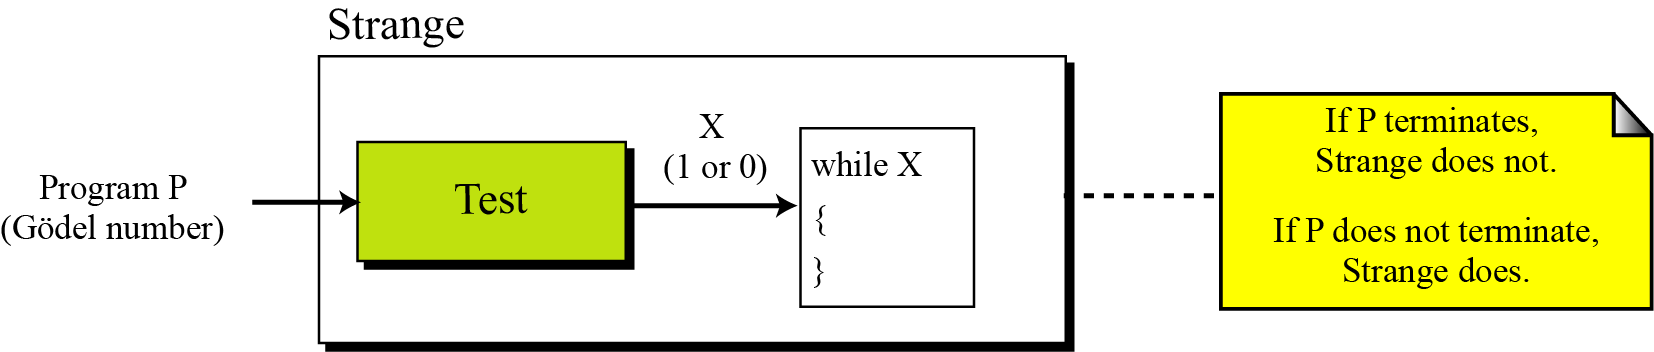 Strange
Program P
(Gödel number)
Test
X
(1 or 0)
while X
{
}
If P terminates,
Strange does not.
If P does not terminate,
Strange does.